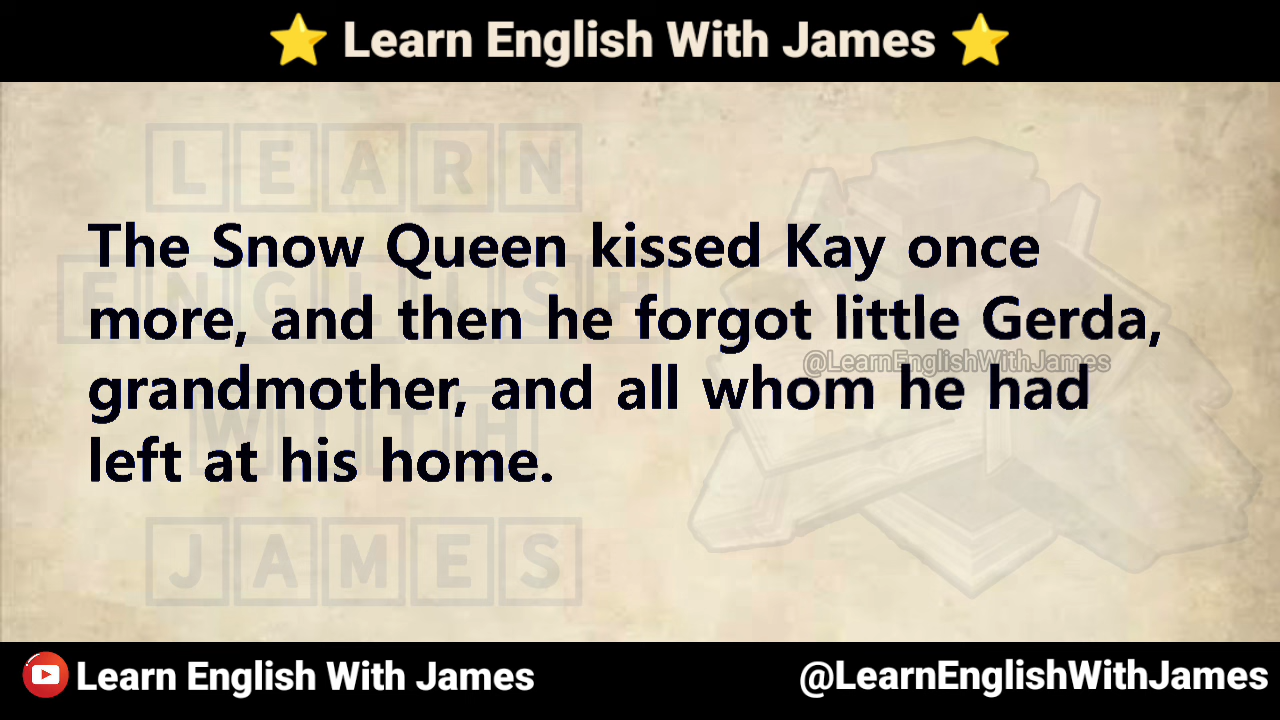 ⭐ Learn English With James ⭐
LEARN
The Snow Queen kissed Kay once
ENGLISH
more, and then he forgot little Gerda,
@LearnEnglishWithJames
grandmother, and all whom he had
WITH
left at his home.
JAMES
Learn English With James
@LearnEnglishWithJames